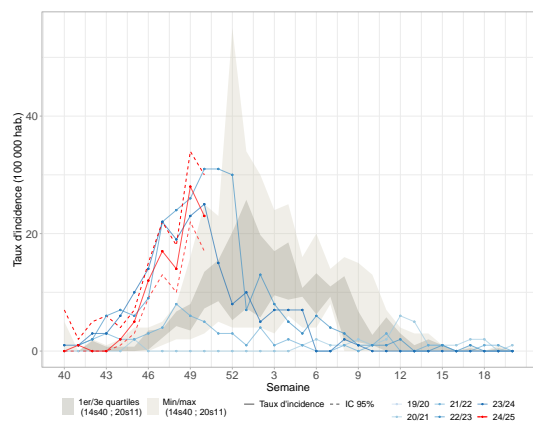 Taux d'incidence (100 000 hab.)
40
20
0
40 43 46 49 52 3 6 9 12 15 18
Semaine
1er/3e quartiles
(14s40 ; 20s11)
Min/max
(14s40 ; 20s11)
Taux d'incidence IC 95%
19/20 21/22 23/24
20/21 22/23 24/25